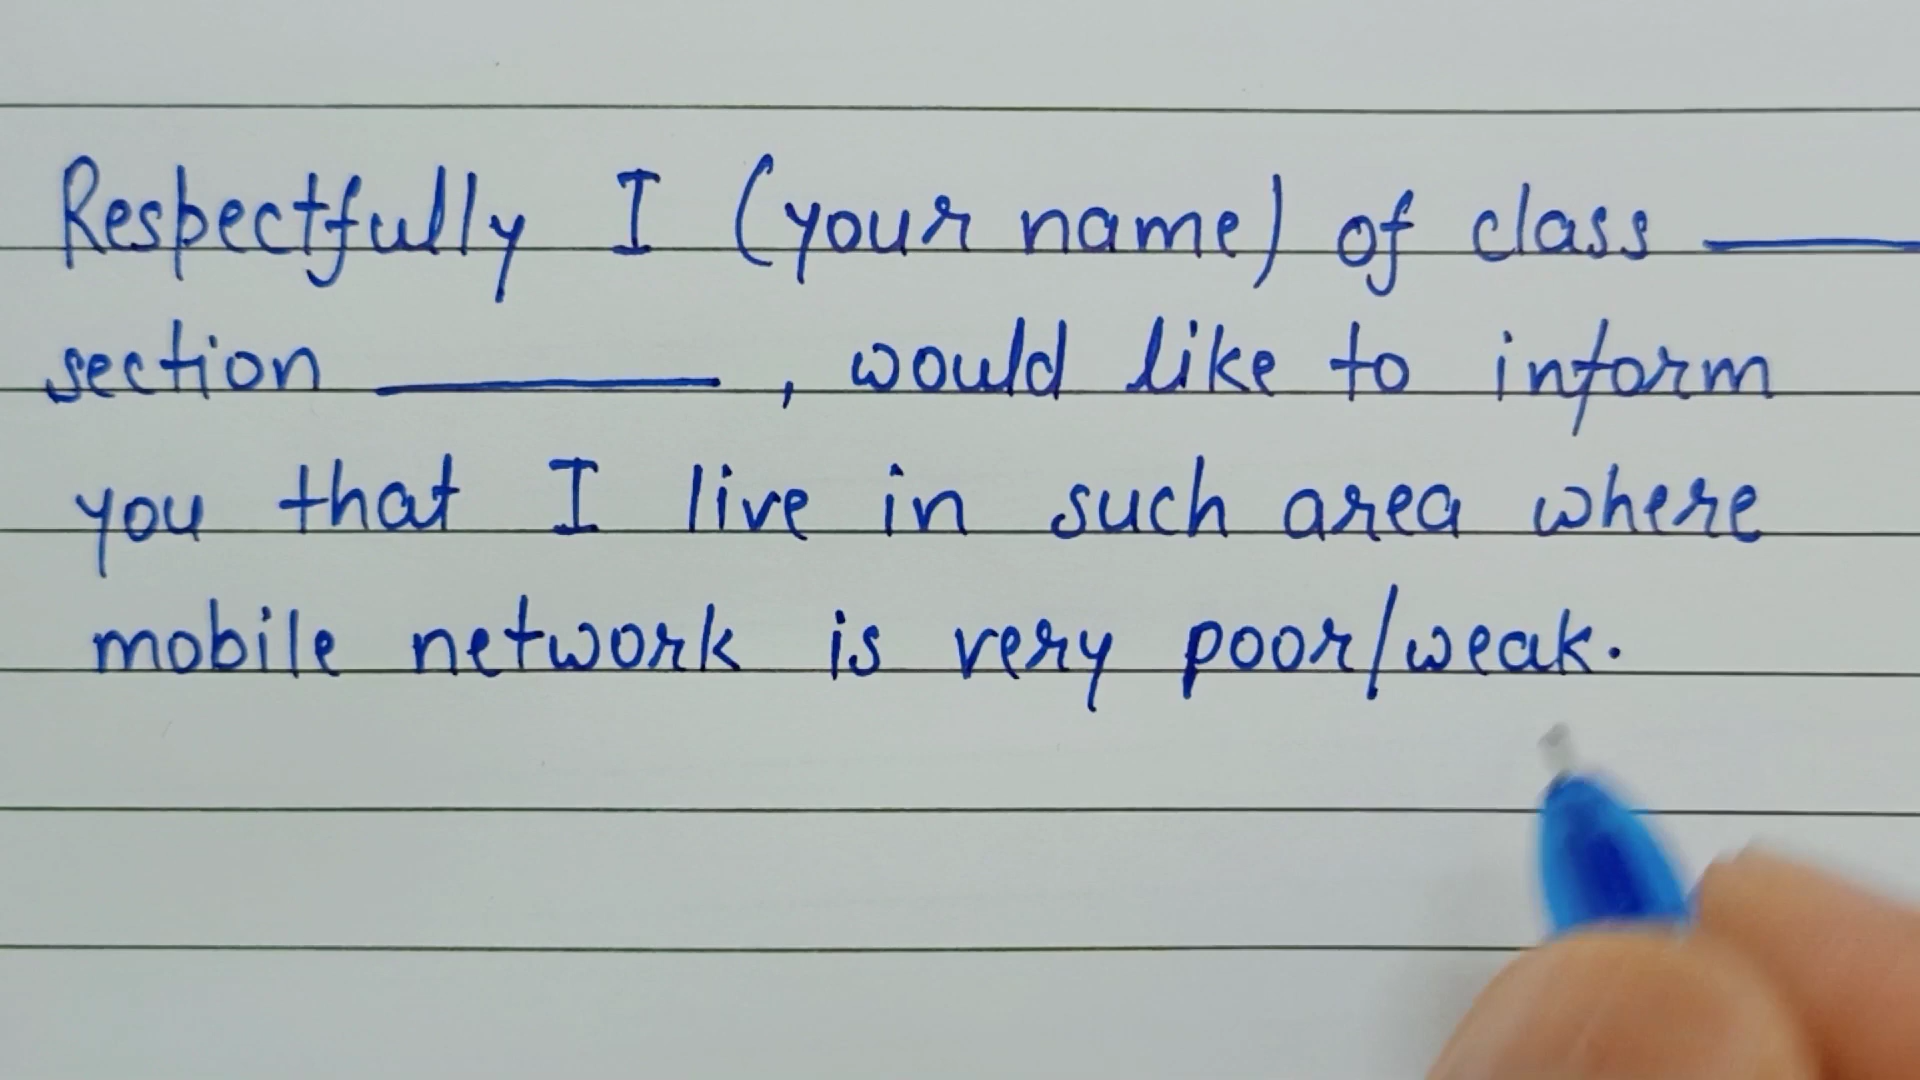 Respectfully I (your name) of class ____
section ________, would like to inform
you that I live in such area where
mobile network is very poor/weak.